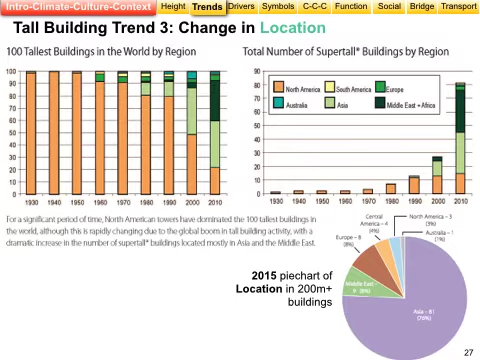 Intro-Climate-Culture-Context Height Trends Drivers Symbols C-C-C Function Social Bridge Transport
Tall Building Trend 3: Change in Location
100 Tallest Buildings in the World by Region
100
90
80
70
60
50
40
30
20
10
0
1930 1940 1950 1960 1970 1980 1990 2000 2010
Total Number of Supertall* Buildings by Region
90
80
70
60
50
40
30
20
10
0
North America South America Europe
Australia Asia Middle East + Africa
1930 1940 1950 1960 1970 1980 1990 2000 2010
For a significant period of time, North American towers have dominated the 100 tallest buildings in
the world, although this is rapidly changing due to the global boom in tall building activity, with a
dramatic increase in the number of supertall* buildings located mostly in Asia and the Middle East.
2015 piechart of
Location in 200m+
buildings
Central
America – 4
(4%)
North America – 3
(3%)
Europe – 8
(8%)
Australia – 1
(1%)
Middle East
9 (8%)
Asia – 81
27